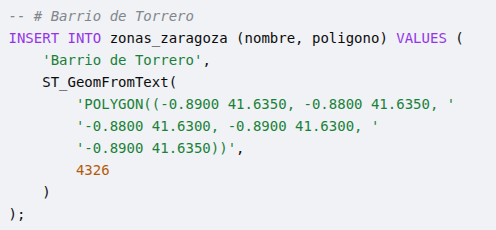 -- # Barrio de Torrero
INSERT INTO zonas_zaragoza (nombre, poligono) VALUES (
    'Barrio de Torrero',
    ST_GeomFromText(
        'POLYGON((-0.8900 41.6350, -0.8800 41.6350, '
        '-0.8800 41.6300, -0.8900 41.6300, '
        '-0.8900 41.6350))',
        4326
    )
);